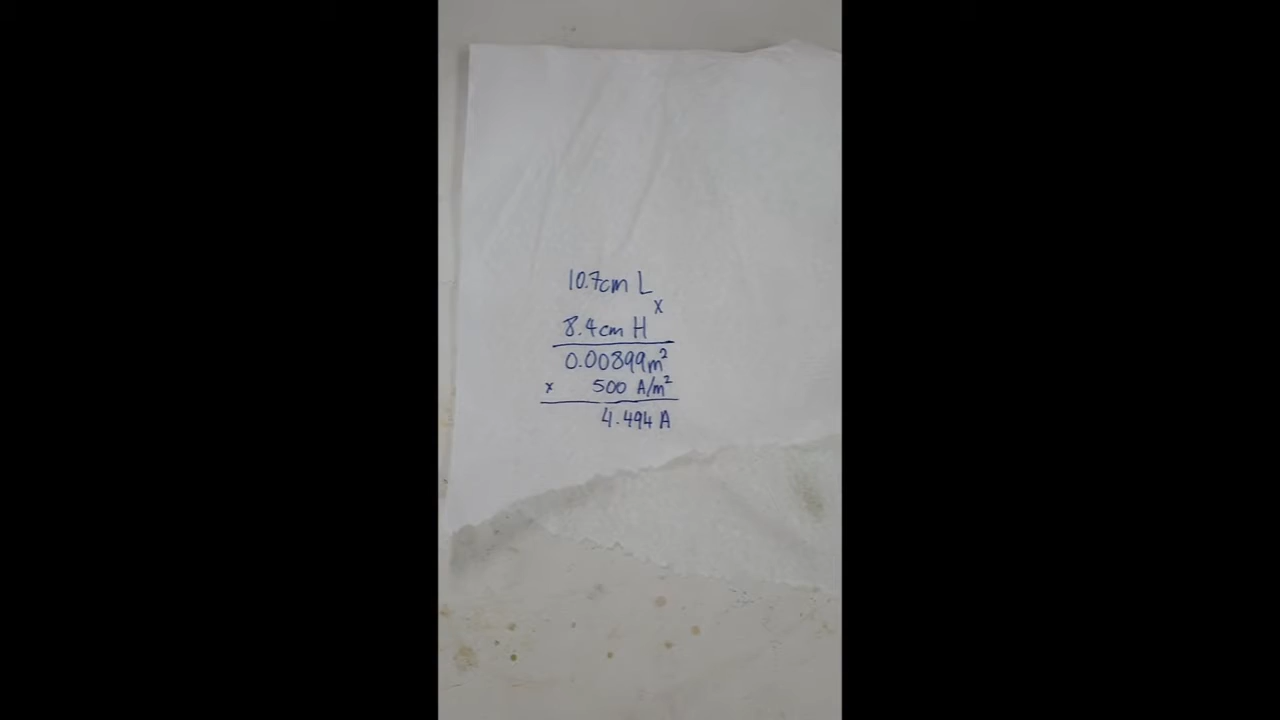 10.7cm L
x
8.4cm H
0.00899m²
x 500 A/m²
4.494 A